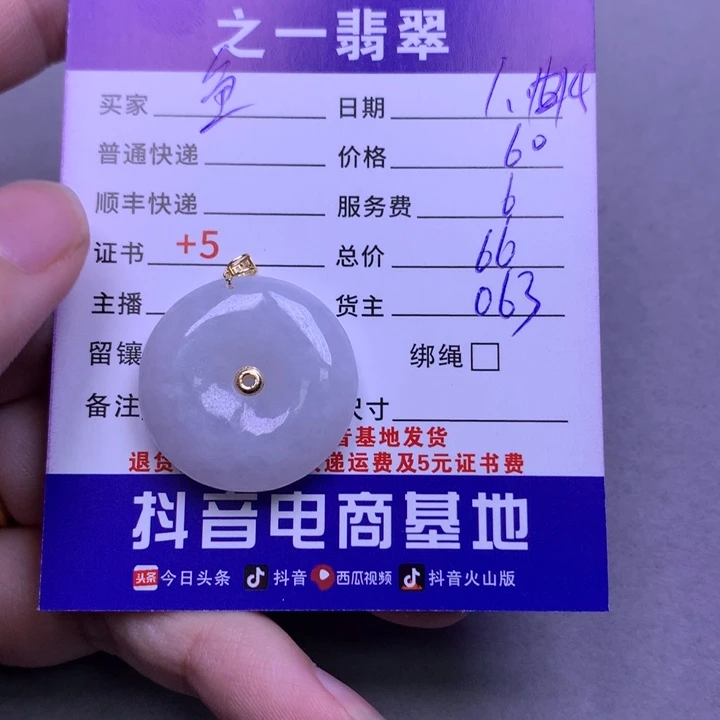 之一翡翠
买家 鱼 日期 1.
普通快递 价格 60
顺丰快递 服务费 6
证书 +5 总价 66
主播 货主 063
留镶 绑绳
备注 尺寸
音基地发货
退货 递运费及5元证书费
抖音电商基地
头条 今日头条 抖音 西瓜视频 抖音火山版